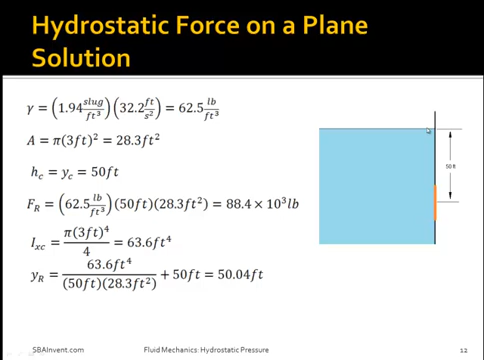 Hydrostatic Force on a Plane
Solution
γ = (1.94 slug/ft³)(32.2 ft/s²) = 62.5 lb/ft³
A = π(3ft)² = 28.3ft²
h_c = y_c = 50ft
F_R = (62.5 lb/ft³)(50ft)(28.3ft²) = 88.4 × 10³lb
I_xc = π(3ft)⁴/4 = 63.6ft⁴
y_R = 63.6ft⁴/(50ft)(28.3ft²) + 50ft = 50.04ft
50 ft
SBAInvent.com
Fluid Mechanics: Hydrostatic Pressure
12